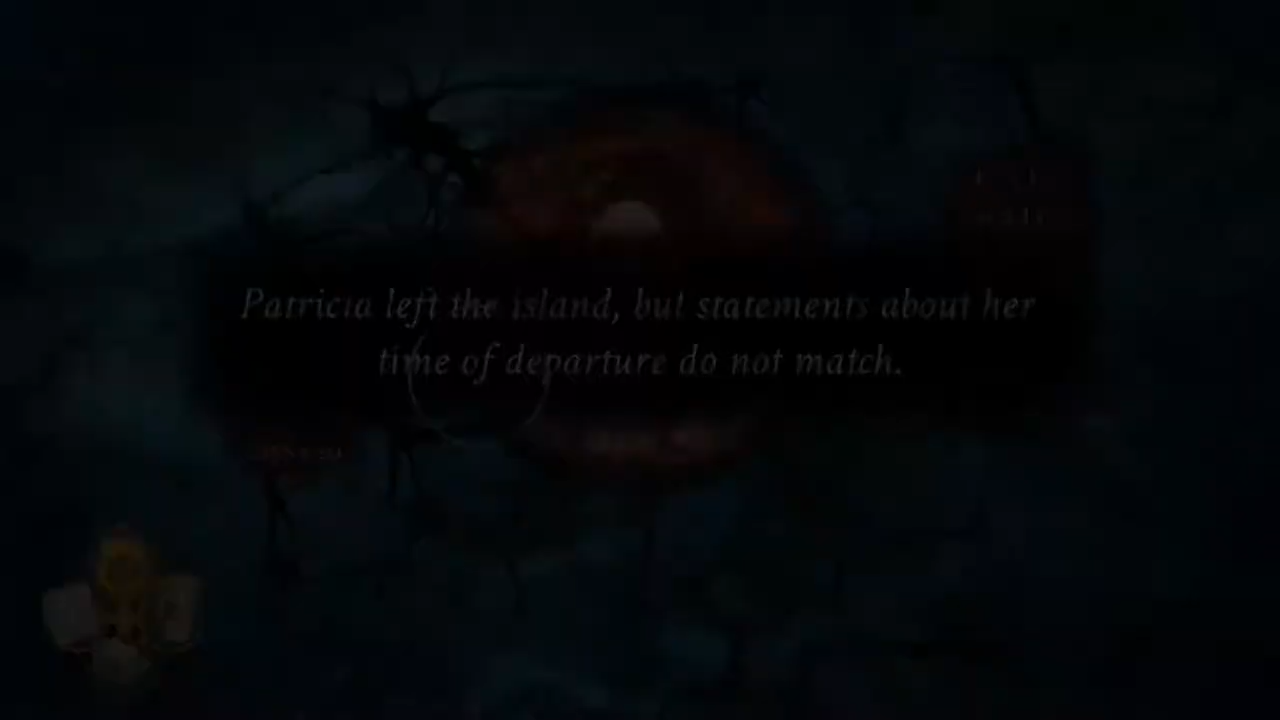 Patricia left the island, but statements about her
time of departure do not match.